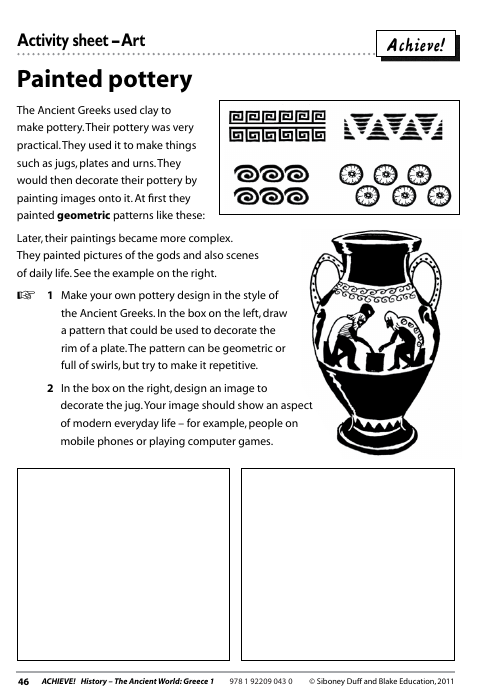 Activity sheet – Art
Achieve!
Painted pottery
The Ancient Greeks used clay to
make pottery. Their pottery was very
practical. They used it to make things
such as jugs, plates and urns. They
would then decorate their pottery by
painting images onto it. At first they
painted geometric patterns like these:
Later, their paintings became more complex.
They painted pictures of the gods and also scenes
of daily life. See the example on the right.
1 Make your own pottery design in the style of
the Ancient Greeks. In the box on the left, draw
a pattern that could be used to decorate the
rim of a plate. The pattern can be geometric or
full of swirls, but try to make it repetitive.
2 In the box on the right, design an image to
decorate the jug. Your image should show an aspect
of modern everyday life – for example, people on
mobile phones or playing computer games.
46 ACHIEVE! History – The Ancient World: Greece 1 978 1 92209 043 0 © Siboney Duff and Blake Education, 2011